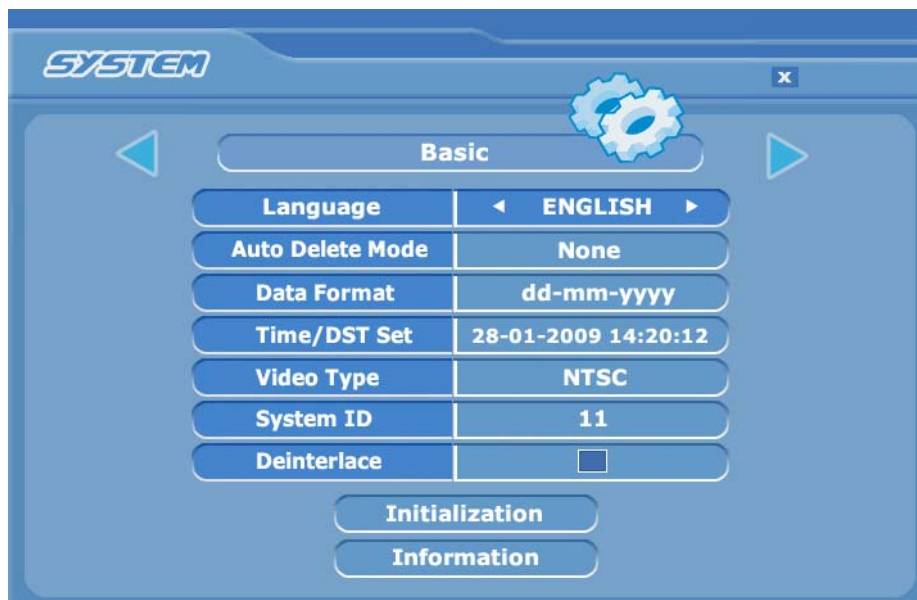 SYSTEM
X
Basic
Language ENGLISH
Auto Delete Mode None
Data Format dd-mm-yyyy
Time/DST Set 28-01-2009 14:20:12
Video Type NTSC
System ID 11
Deinterlace
Initialization
Information